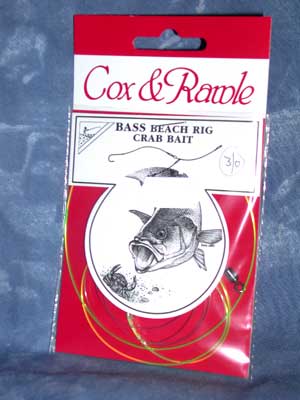 Cox & Rawle
BASS BEACH RIG
CRAB BAIT
3/0